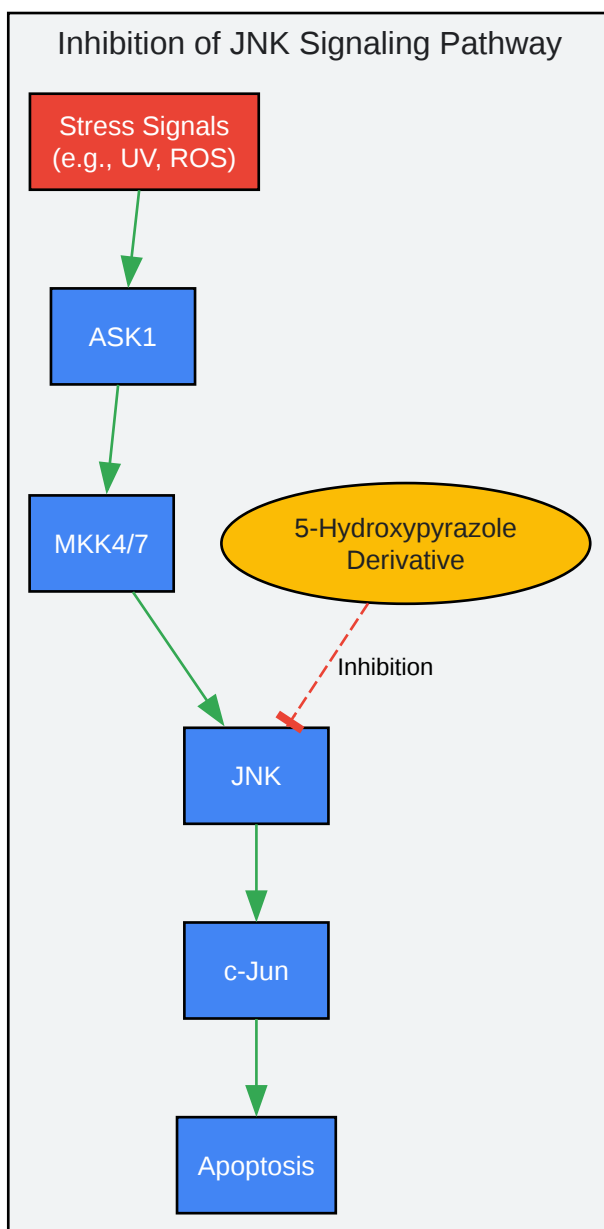 Inhibition of JNK Signaling Pathway
Stress Signals
(e.g., UV, ROS)
ASK1
MKK4/7
5-Hydroxypyrazole
Derivative
Inhibition
JNK
c-Jun
Apoptosis